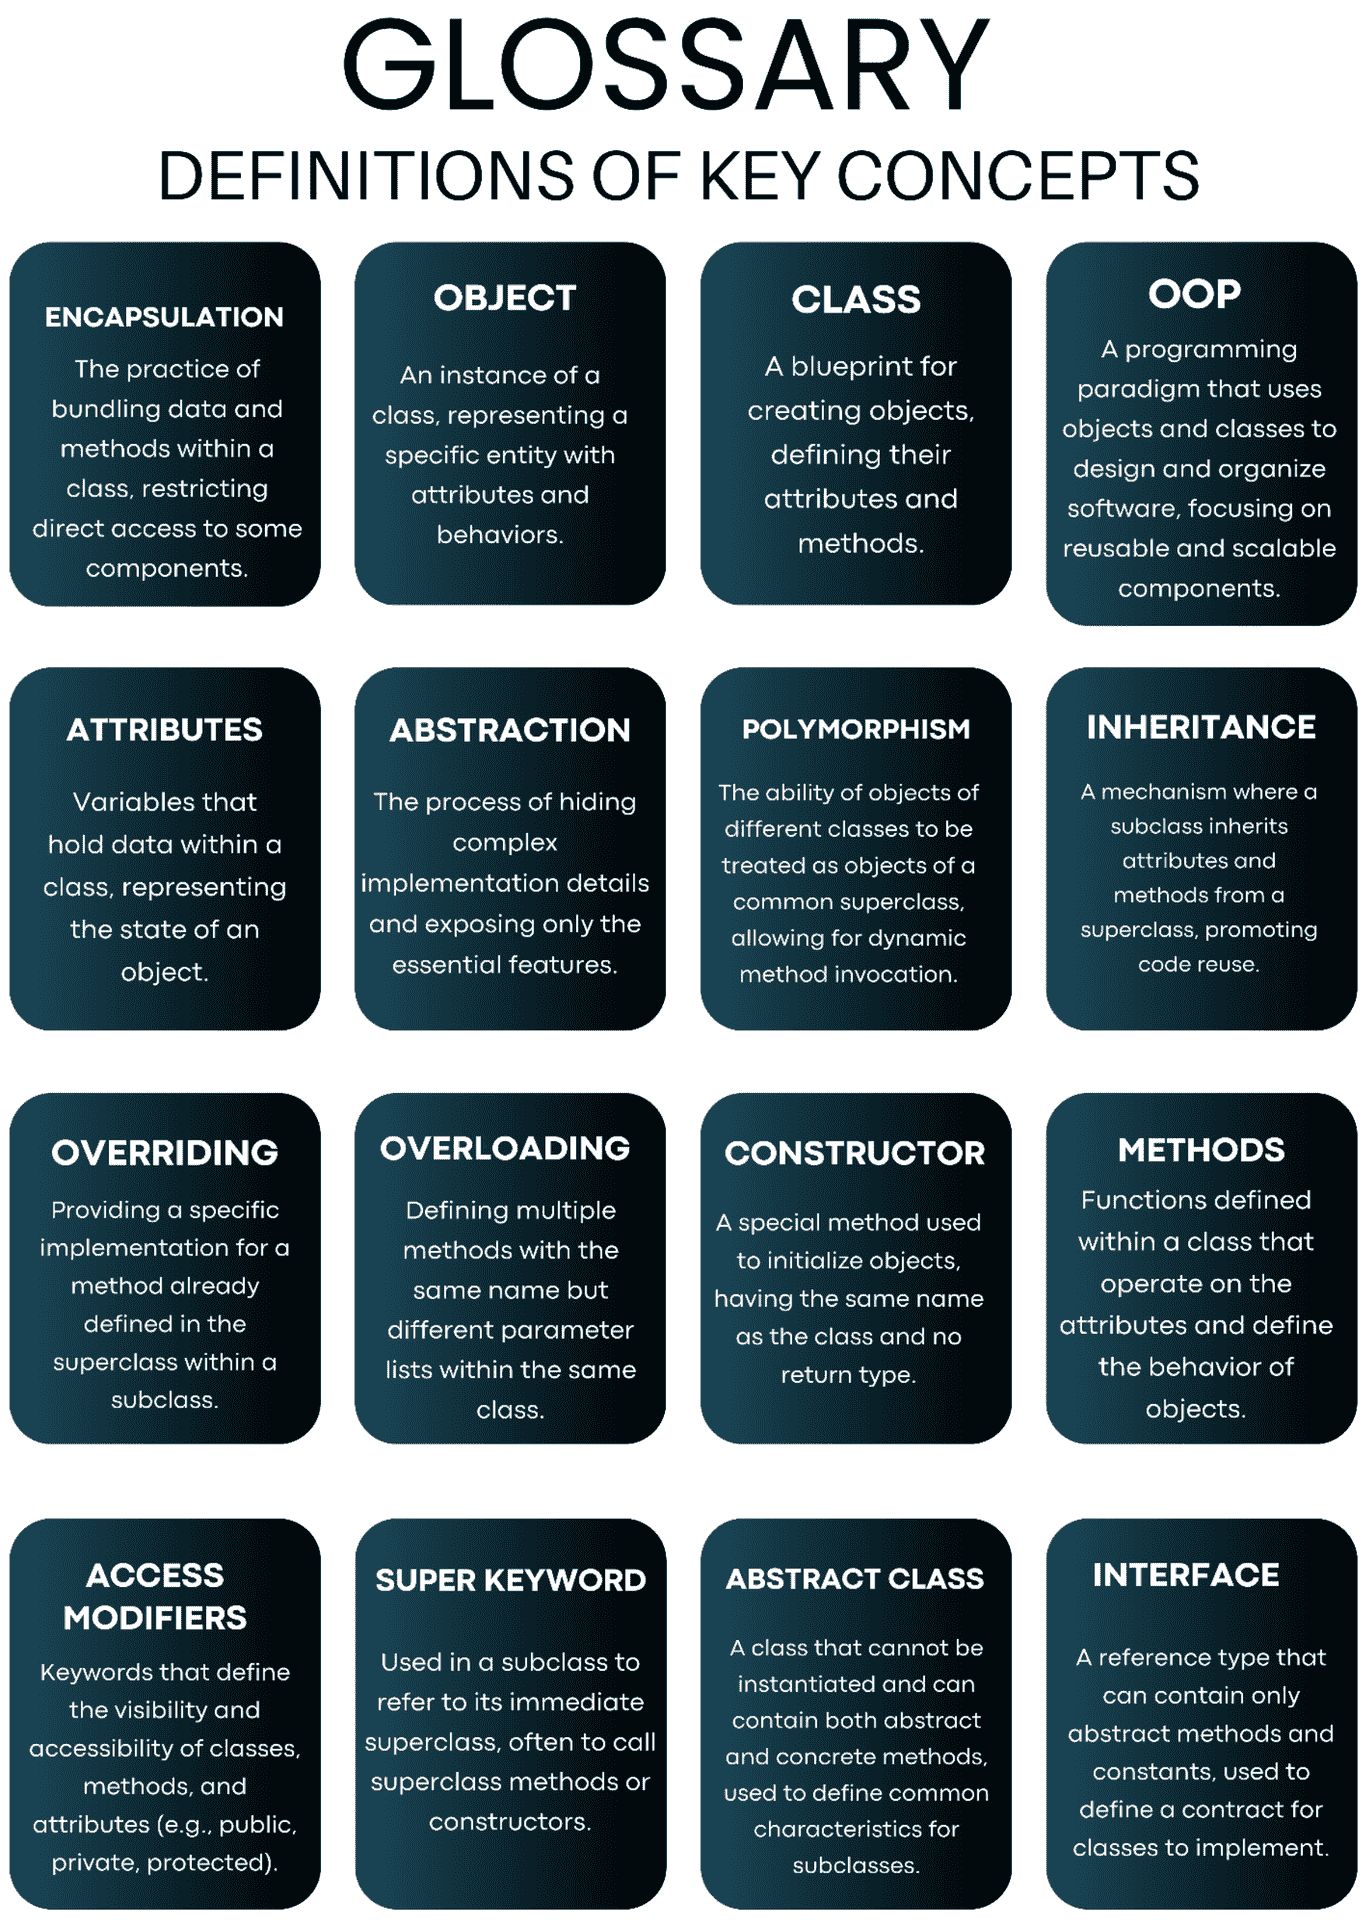 GLOSSARY
DEFINITIONS OF KEY CONCEPTS
ENCAPSULATION
The practice of
bundling data and
methods within a
class, restricting
direct access to some
components.
OBJECT
An instance of a
class, representing a
specific entity with
attributes and
behaviors.
CLASS
A blueprint for
creating objects,
defining their
attributes and
methods.
OOP
A programming
paradigm that uses
objects and classes to
design and organize
software, focusing on
reusable and scalable
components.
ATTRIBUTES
Variables that
hold data within a
class, representing
the state of an
object.
ABSTRACTION
The process of hiding
complex
implementation details
and exposing only the
essential features.
POLYMORPHISM
The ability of objects of
different classes to be
treated as objects of a
common superclass,
allowing for dynamic
method invocation.
INHERITANCE
A mechanism where a
subclass inherits
attributes and
methods from a
superclass, promoting
code reuse.
OVERRIDING
Providing a specific
implementation for a
method already
defined in the
superclass within a
subclass.
OVERLOADING
Defining multiple
methods with the
same name but
different parameter
lists within the same
class.
CONSTRUCTOR
A special method used
to initialize objects,
having the same name
as the class and no
return type.
METHODS
Functions defined
within a class that
operate on the
attributes and define
the behavior of
objects.
ACCESS
MODIFIERS
Keywords that define
the visibility and
accessibility of classes,
methods, and
attributes (e.g., public,
private, protected).
SUPER KEYWORD
Used in a subclass to
refer to its immediate
superclass, often to call
superclass methods or
constructors.
ABSTRACT CLASS
A class that cannot be
instantiated and can
contain both abstract
and concrete methods,
used to define common
characteristics for
subclasses.
INTERFACE
A reference type that
can contain only
abstract methods and
constants, used to
define a contract for
classes to implement.